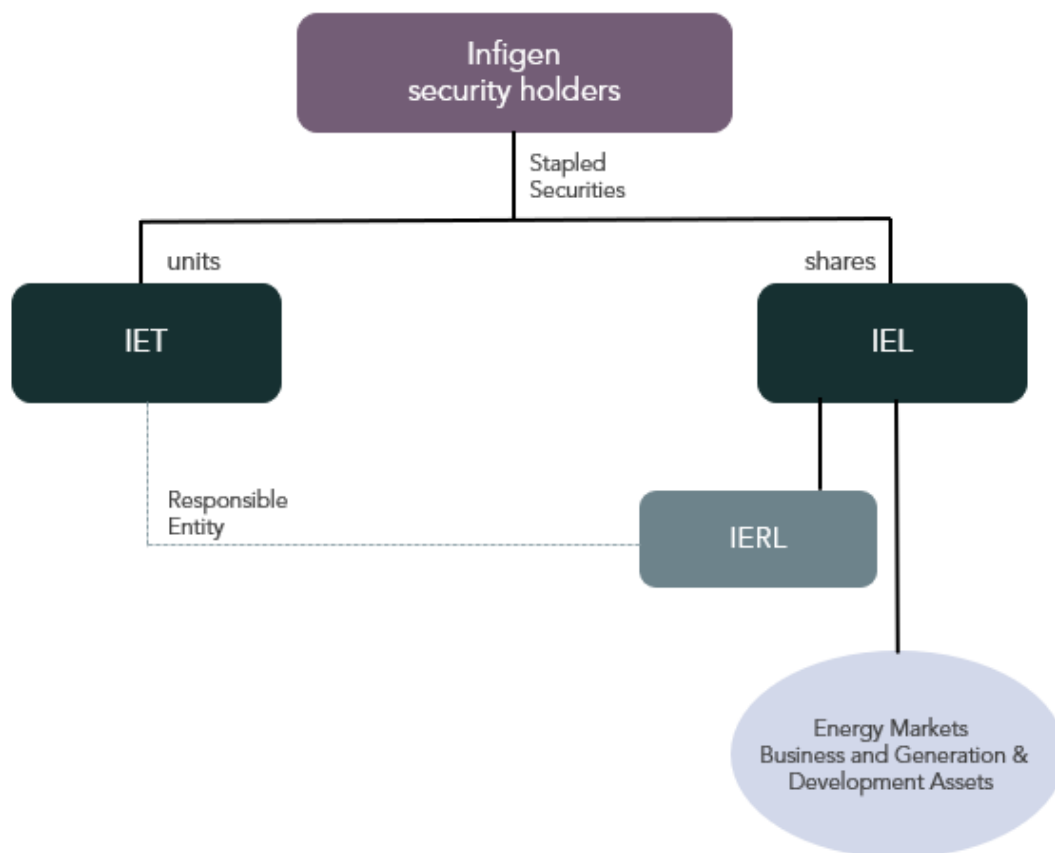 Infigen
security holders
Stapled
Securities
units
shares
IET
IEL
Responsible
Entity
IERL
Energy Markets
Business and Generation &
Development Assets